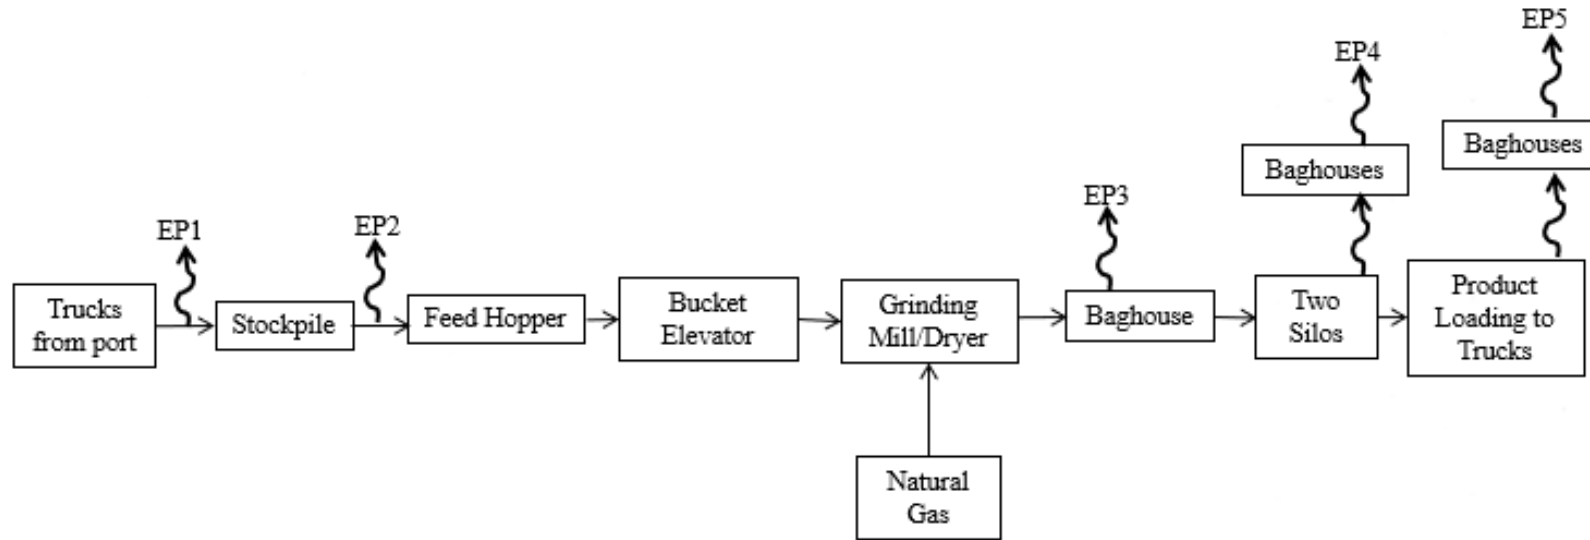 EP5
EP4
Baghouses
Baghouses
EP3
EP1
EP2
Trucks
from port
Stockpile
Feed Hopper
Bucket
Elevator
Grinding
Mill/Dryer
Baghouse
Two
Silos
Product
Loading to
Trucks
Natural
Gas